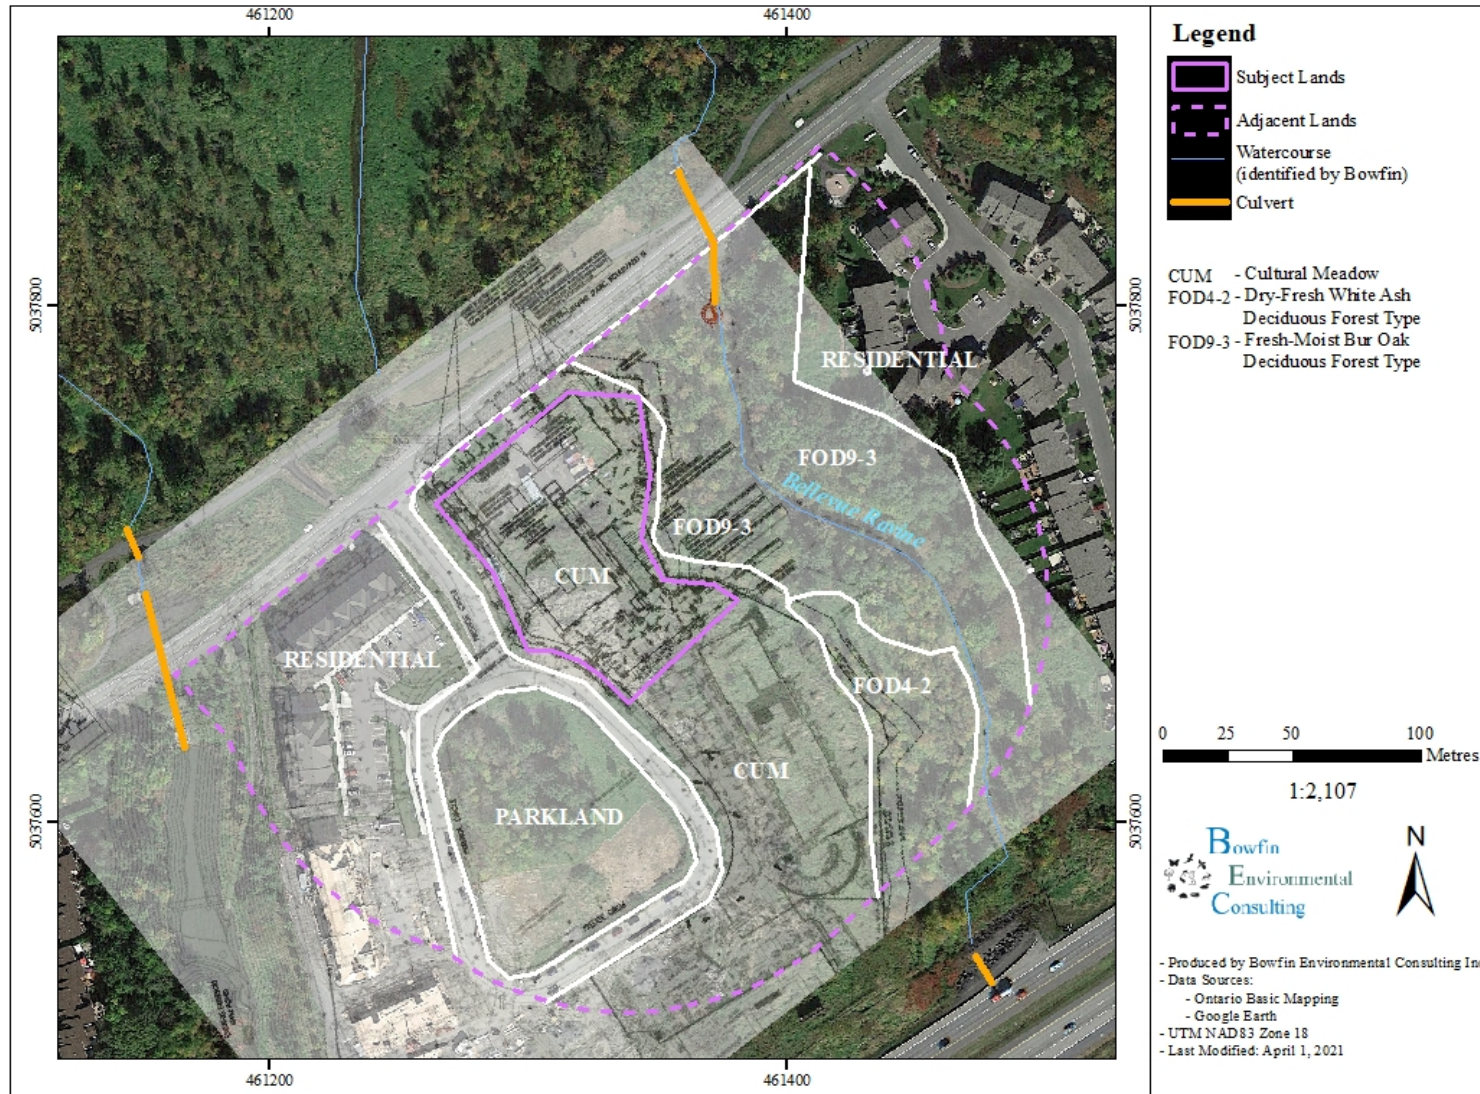 461200
461400
Legend
Subject Lands
Adjacent Lands
Watercourse
(identified by Bowfin)
Culvert
CUM - Cultural Meadow
FOD4-2 - Dry-Fresh White Ash
Deciduous Forest Type
FOD9-3 - Fresh-Moist Bur Oak
Deciduous Forest Type
5037800
5037800
RESIDENTIAL
FOD9-3
Bellevue Ravine
FOD9-3
CUM
RESIDENTIAL
FOD4-2
CUM
PARKLAND
5037600
5037600
0 25 50 100
Metres
1:2,107
Bowfin
Environmental
Consulting
N
- Produced by Bowfin Environmental Consulting Inc
- Data Sources:
- Ontario Basic Mapping
- Google Earth
- UTM NAD83 Zone 18
- Last Modified: April 1, 2021
461200
461400